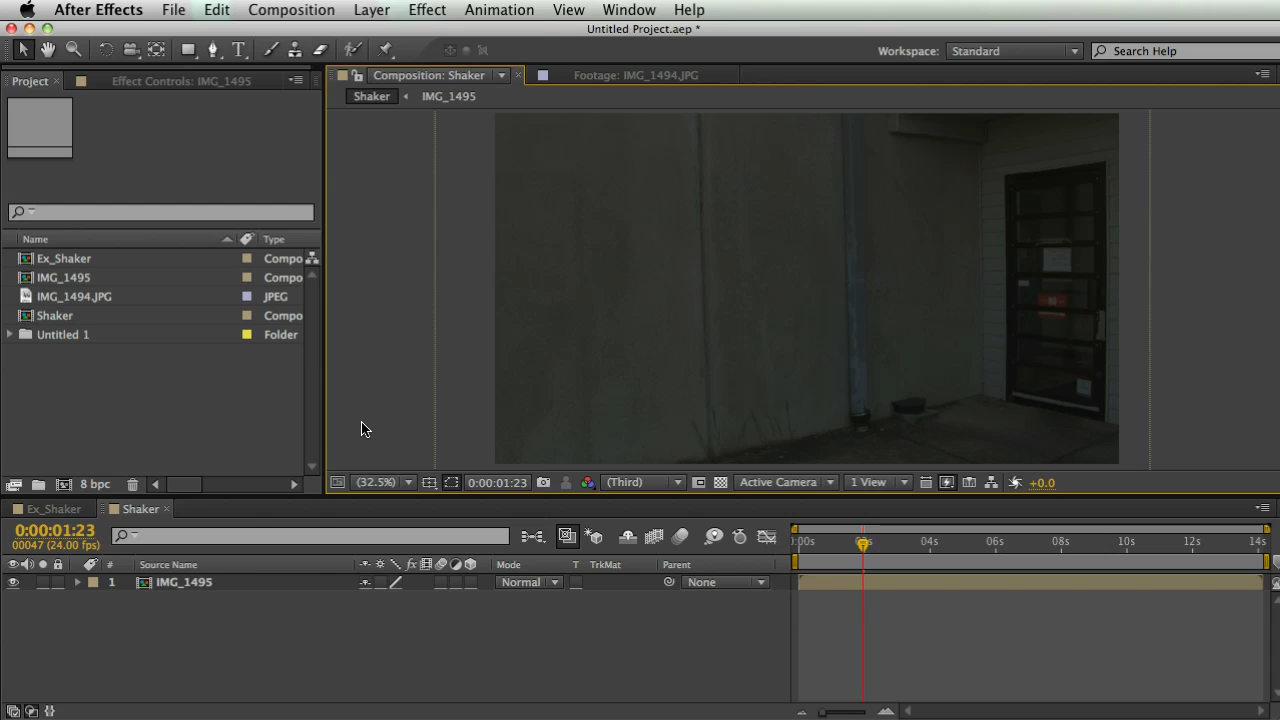 After Effects File Edit Composition Layer Effect Animation View Window Help
Untitled Project.aep *
Workspace: Standard Search Help
Project Effect Controls: IMG_1495 Composition: Shaker Footage: IMG_1494.JPG
Shaker IMG_1495
Name Type
Ex_Shaker Compo
IMG_1495 Compo
IMG_1494.JPG JPEG
Shaker Compo
Untitled 1 Folder
8 bpc (32.5%) 0:00:01:23 (Third) Active Camera 1 View +0.0
Ex_Shaker Shaker
0:00:01:23
00047 (24.00 fps)
):00s 04s 06s 08s 10s 12s 14s
# Source Name fx Mode T TrkMat Parent
1 IMG_1495 Normal None